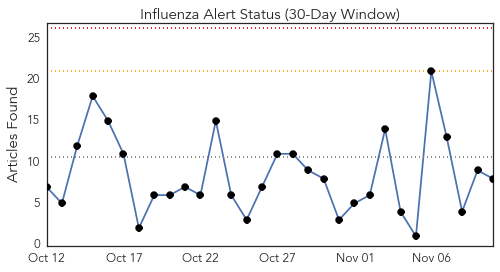 Influenza Alert Status (30-Day Window)
Articles Found
25
20
15
10
5
0
Oct 12 Oct 17 Oct 22 Oct 27 Nov 01 Nov 06